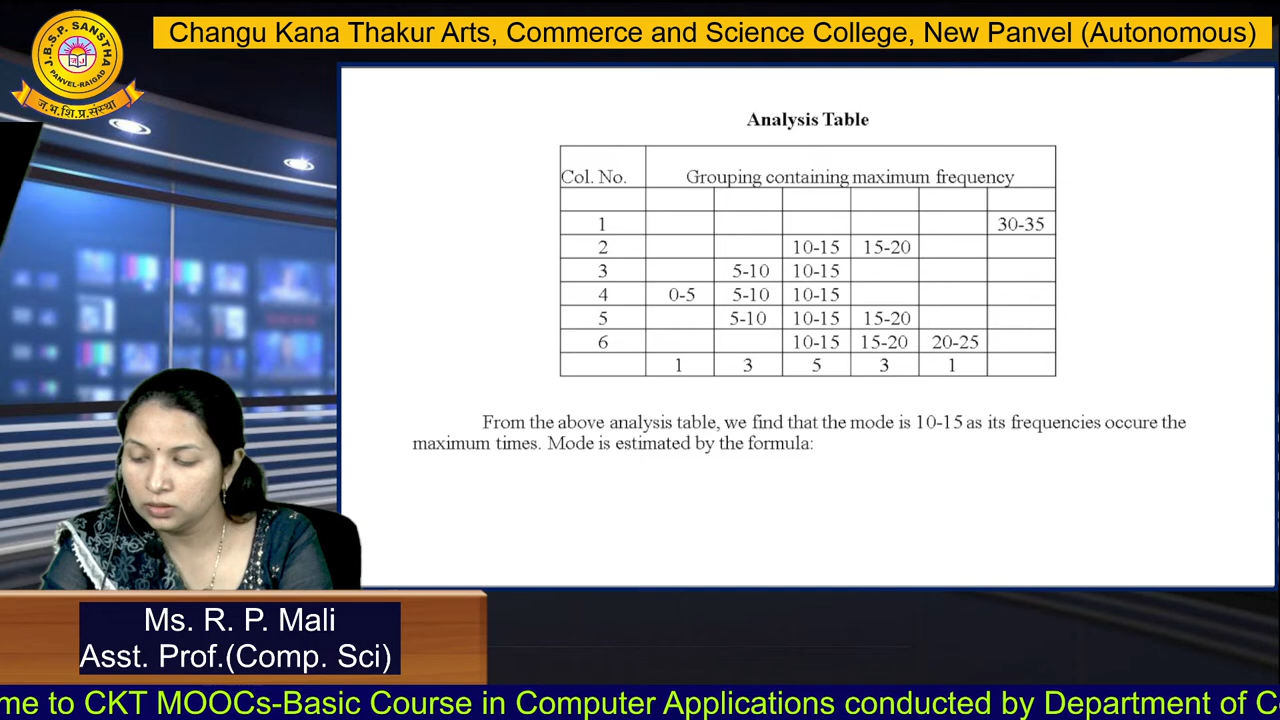 Changu Kana Thakur Arts, Commerce and Science College, New Panvel (Autonomous)
J.B.S.P. SANSTHA
PANVEL-RAIGAD
ज.भ.शि.प्र.संस्था
Analysis Table
Col. No. Grouping containing maximum frequency
1 30-35
2 10-15 15-20
3 5-10 10-15
4 0-5 5-10 10-15
5 5-10 10-15 15-20
6 10-15 15-20 20-25
1 3 5 3 1
From the above analysis table, we find that the mode is 10-15 as its frequencies occure the
maximum times. Mode is estimated by the formula:
Ms. R. P. Mali
Asst. Prof.(Comp. Sci)
me to CKT MOOCs-Basic Course in Computer Applications conducted by Department of C